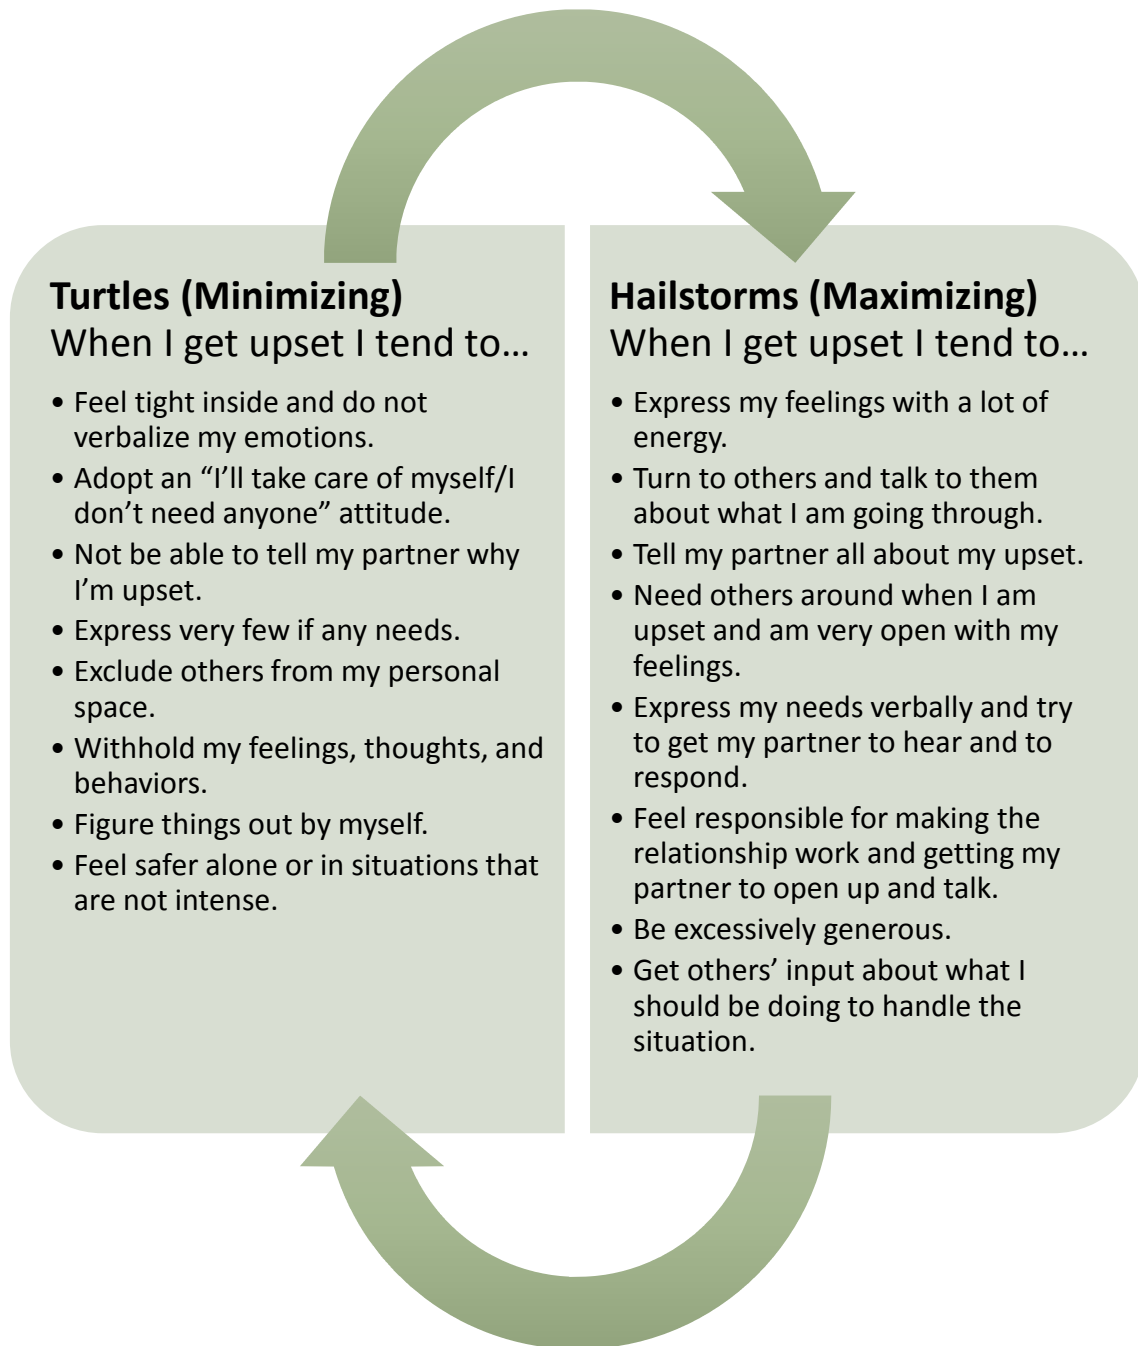 Turtles (Minimizing)
When I get upset I tend to…
• Feel tight inside and do not
verbalize my emotions.
• Adopt an “I’ll take care of myself/I
don’t need anyone” attitude.
• Not be able to tell my partner why
I’m upset.
• Express very few if any needs.
• Exclude others from my personal
space.
• Withhold my feelings, thoughts, and
behaviors.
• Figure things out by myself.
• Feel safer alone or in situations that
are not intense.
Hailstorms (Maximizing)
When I get upset I tend to…
• Express my feelings with a lot of
energy.
• Turn to others and talk to them
about what I am going through.
• Tell my partner all about my upset.
• Need others around when I am
upset and am very open with my
feelings.
• Express my needs verbally and try
to get my partner to hear and to
respond.
• Feel responsible for making the
relationship work and getting my
partner to open up and talk.
• Be excessively generous.
• Get others’ input about what I
should be doing to handle the
situation.